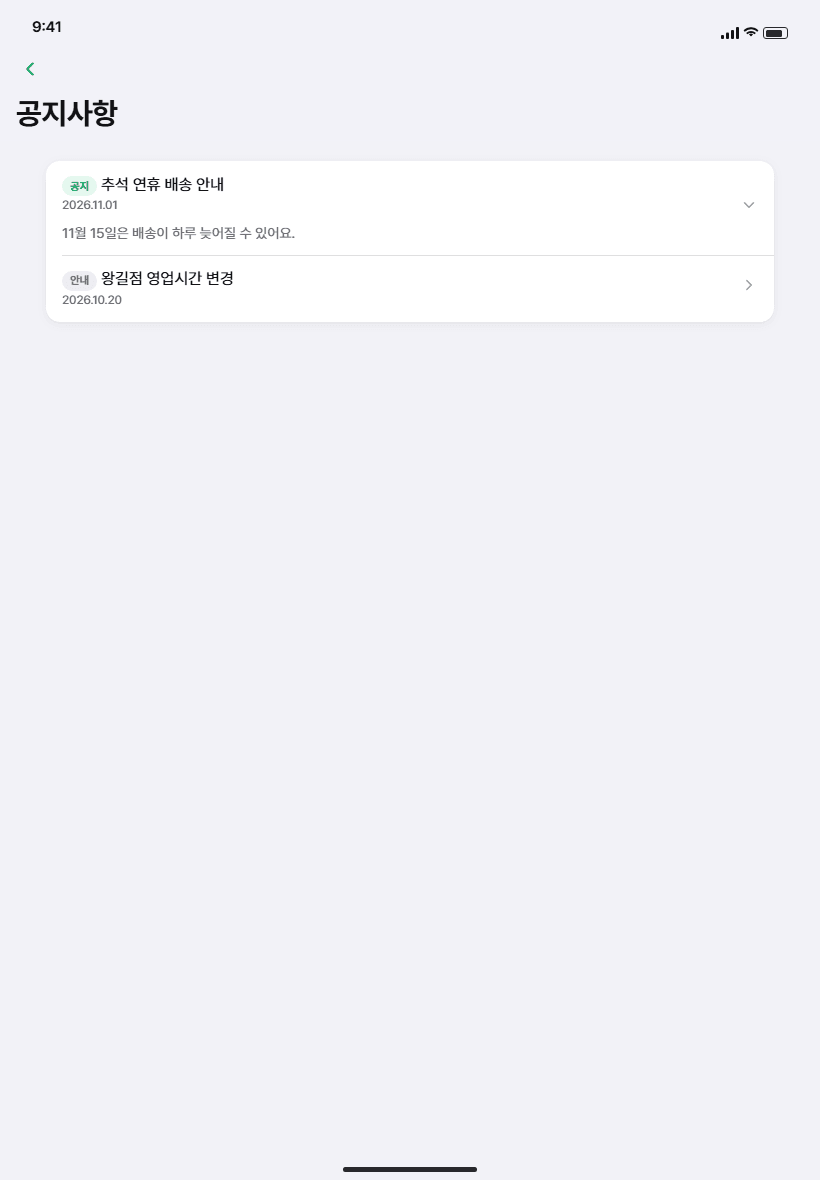 9:41
공지사항
공지 추석 연휴 배송 안내
2026.11.01
11월 15일은 배송이 하루 늦어질 수 있어요.
안내 왕길점 영업시간 변경
2026.10.20